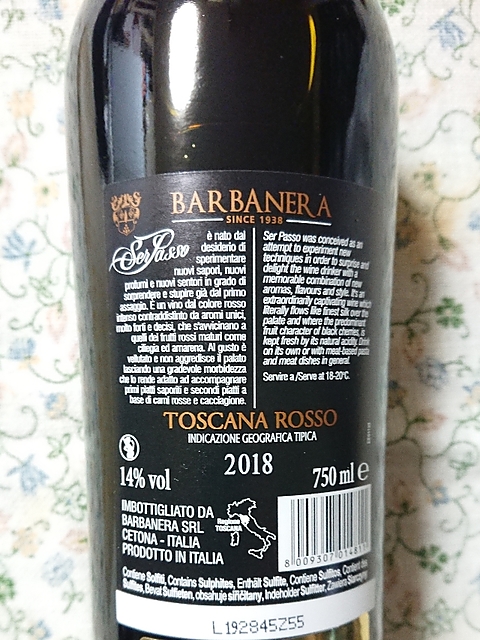 BARBANERA
SINCE 1938
Ser Passo
è nato dal
desiderio di
sperimentare
nuovi sapori, nuovi
profumi e nuovi sentori in grado di
sorprendere e stupire già dal primo
assaggio. È un vino dal colore rosso
intenso contraddistinto da aromi unici,
molto forti e decisi, che s'avvicinano a
quelli dei frutti rossi maturi come
ciliegia ed amarena. Al gusto è
vellutato e non aggredisce il palato
lasciando una gradevole morbidezza
che lo rende adatto ad accompagnare
primi piatti saporiti e secondi piatti a
base di carni rosse e cacciagione.
Ser Passo was conceived as an
attempt to experiment new
techniques in order to surprise and
delight the wine drinker with a
memorable combination of new
aromas, flavours and style. Its an
extraordinarily captivating wine which
literally flows like finest silk over the
palate and where the predominant
fruit character of black cherries, is
kept fresh by its natural acidity. Drink
on its own or with meat-based pasta
and meat dishes in general.
Servire a /Serve at 18-20°C.
TOSCANA ROSSO
INDICAZIONE GEOGRAFICA TIPICA
2018
14% vol
750 ml e
IMBOTTIGLIATO DA
BARBANERA SRL
CETONA - ITALIA
PRODOTTO IN ITALIA
Regione
TOSCANA
8 009307 01481
Contiene Solfiti, Contains Sulphites, Enthält Sulfite, Contiene Sulfitos, Contient des
Sulfites, Bevat Sulfieten, obsahuje siřičitany, Indeholder Sulfitter, Zawiera Siarczyny
L192845Z55